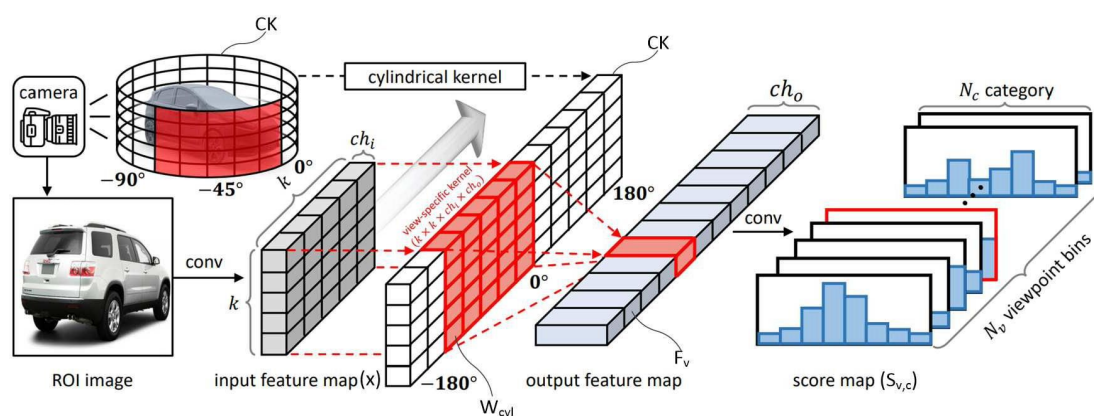 CK
camera
cylindrical kernel
CK
0°
−90°
−45°
k
ch_i
k
view-specific kernel
(k × k × ch_i × ch_o)
180°
0°
−180°
ch_o
conv
conv
N_c category
N_v viewpoint bins
F_v
W_cyl
ROI image
input feature map(x)
output feature map
score map (S_v,c)